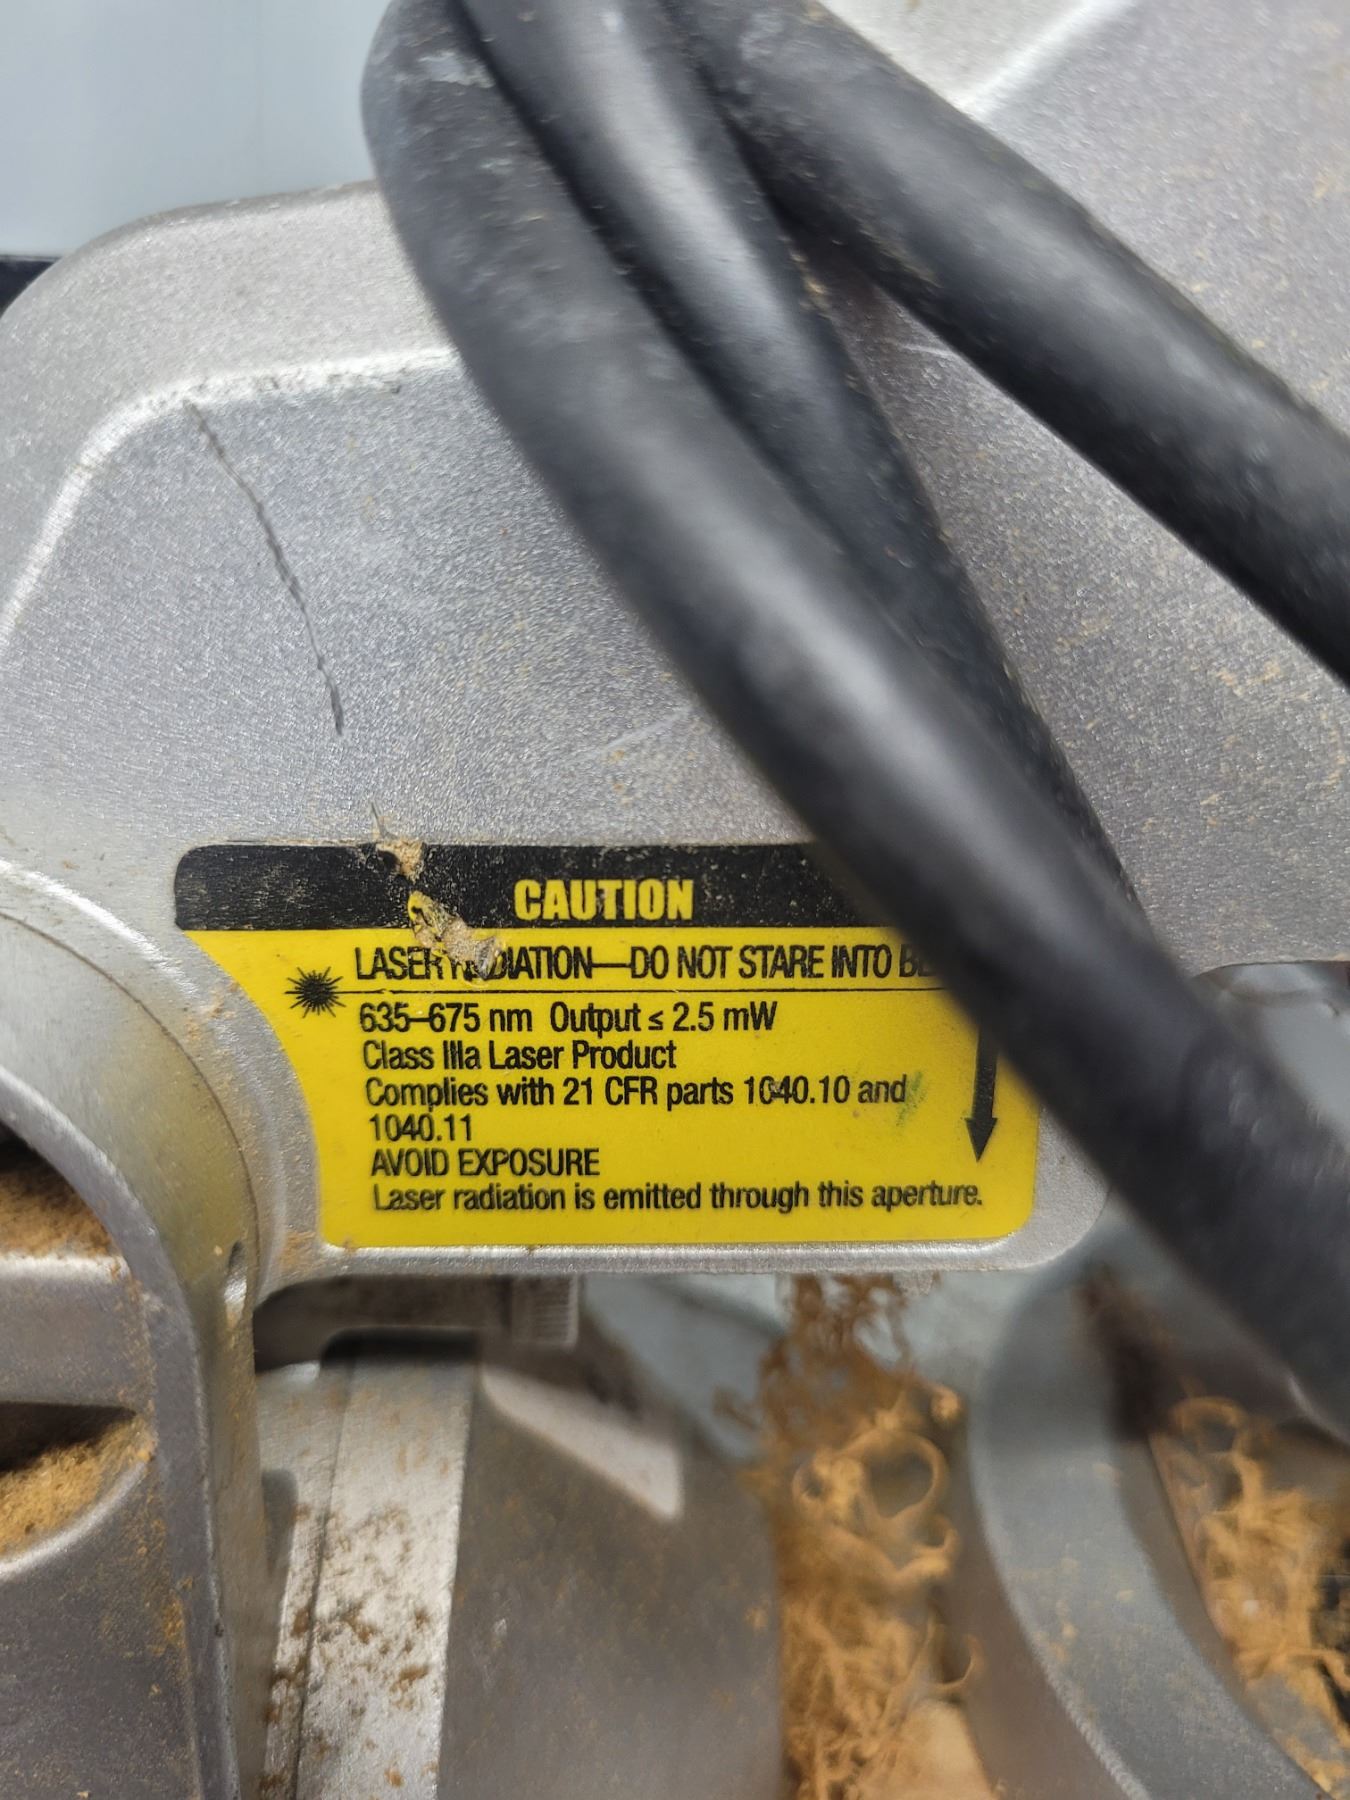 CAUTION
LASER RADIATION—DO NOT STARE INTO
635–675 nm Output ≤ 2.5 mW
Class IIIa Laser Product
Complies with 21 CFR parts 1040.10 and
1040.11
AVOID EXPOSURE
Laser radiation is emitted through this aperture.